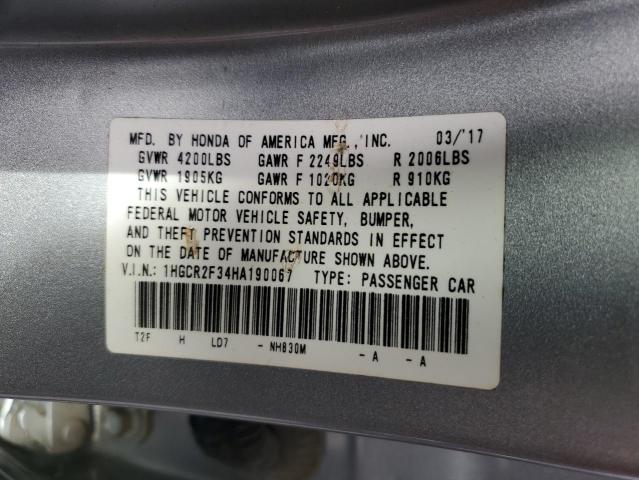 MFD. BY HONDA OF AMERICA MFG., INC. 03/'17
GVWR 4200LBS GAWR F 2249LBS R 2006LBS
GVWR 1905KG GAWR F 1020KG R 910KG
THIS VEHICLE CONFORMS TO ALL APPLICABLE
FEDERAL MOTOR VEHICLE SAFETY, BUMPER,
AND THEFT PREVENTION STANDARDS IN EFFECT
ON THE DATE OF MANUFACTURE SHOWN ABOVE.
V.I.N.: 1HGCR2F34HA190067 TYPE: PASSENGER CAR
T2F H LD7 - NH830M - A - A